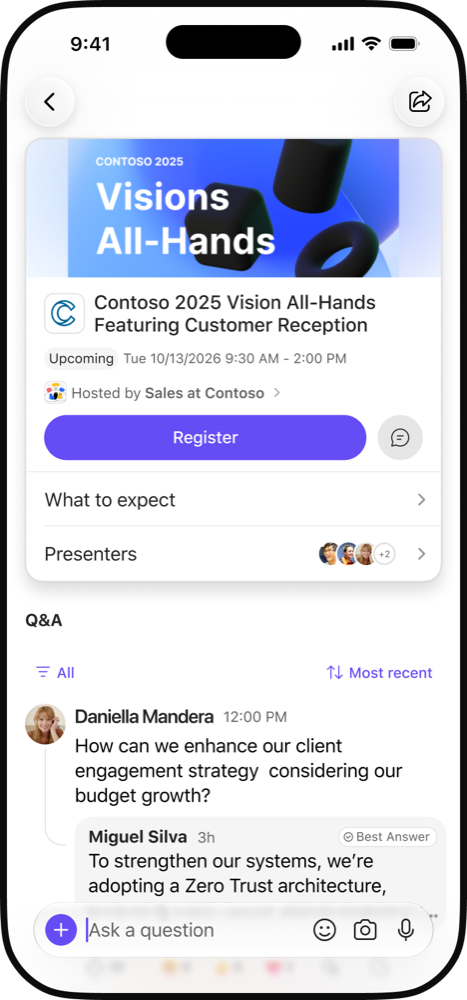 9:41
CONTOSO 2025
Visions
All-Hands
Contoso 2025 Vision All-Hands
Featuring Customer Reception
Upcoming Tue 10/13/2026 9:30 AM - 2:00 PM
Hosted by Sales at Contoso
Register
What to expect
Presenters +2
Q&A
All Most recent
Daniella Mandera 12:00 PM
How can we enhance our client
engagement strategy considering our
budget growth?
Miguel Silva 3h Best Answer
To strengthen our systems, we’re
adopting a Zero Trust architecture,
Ask a question